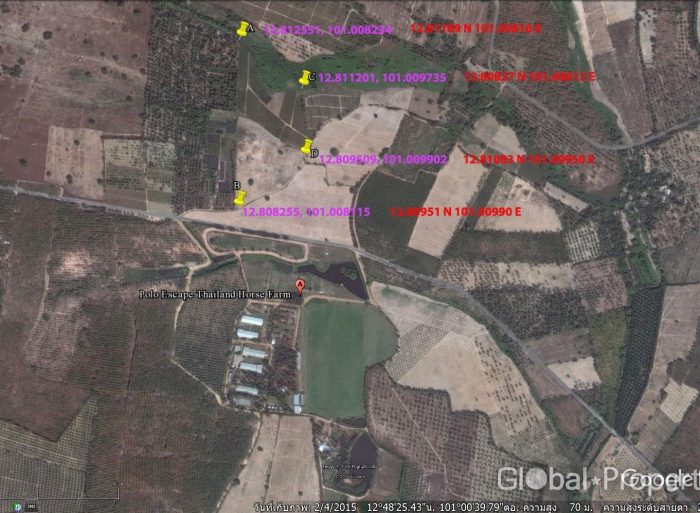 A 12.812551, 101.008234 12.81189 N 101.00816 E
C 12.811201, 101.009735 12.80827 N 101.00812 E
D
12.809509, 101.009902 12.81083 N 101.00950 E
B
12.808255, 101.008115 12.80951 N 101.00990 E
A
Polo Escape Thailand Horse Farm
Global Propert
Google
วันที่เก็บภาพ: 2/4/2015 12°48'25.43"น. 101°00'39.79"ตอ. ความสูง 70 ม. ความสูงระดับสายตา